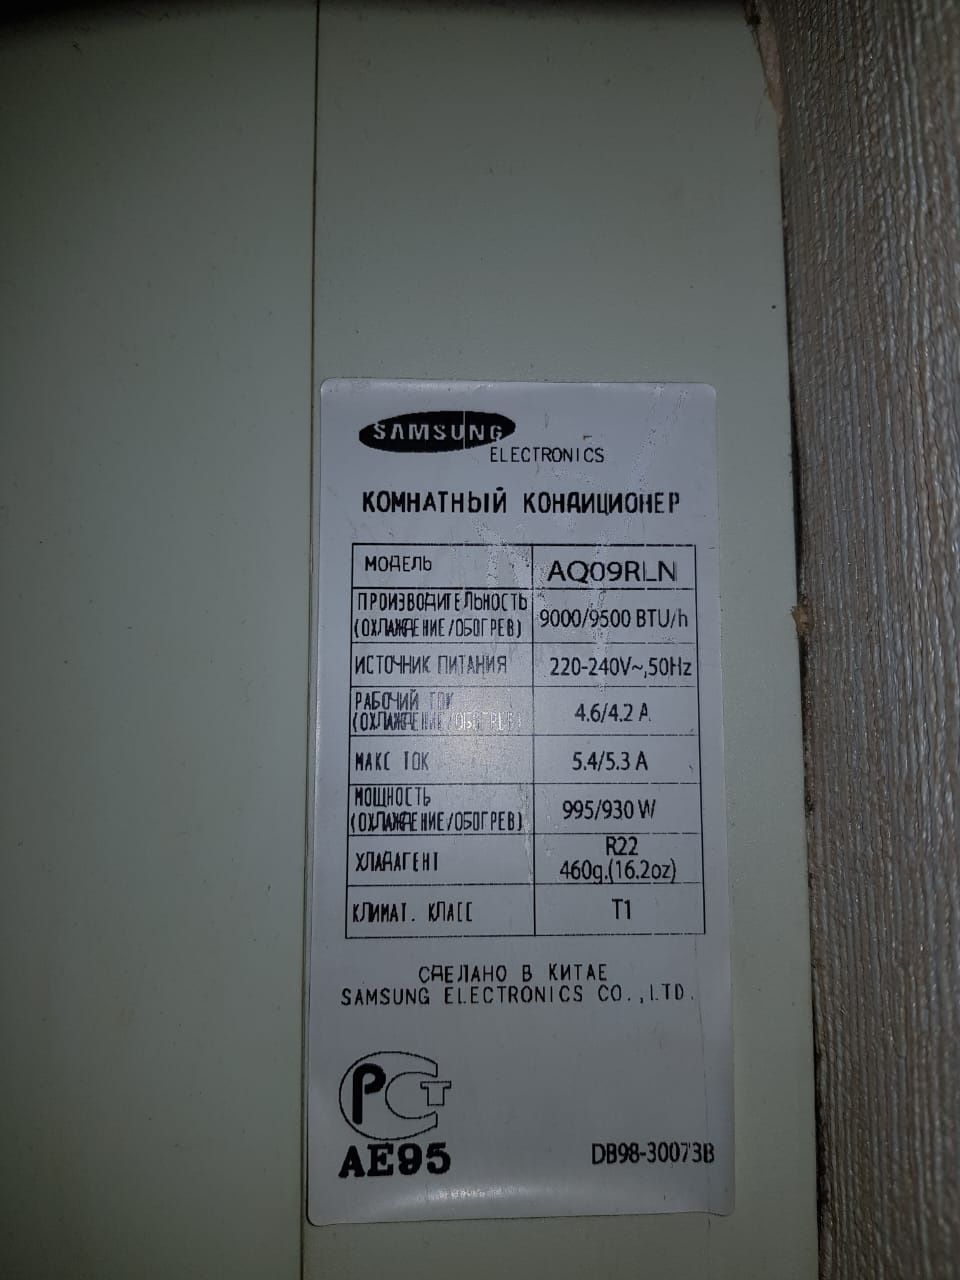 SAMSUNG
ELECTRONICS
КОМНАТНЫЙ КОНДИЦИОНЕР
МОДЕЛЬ AQ09RLN
ПРОИЗВОДИТЕЛЬНОСТЬ
(ОХЛАЖДЕНИЕ/ОБОГРЕВ) 9000/9500 BTU/h
ИСТОЧНИК ПИТАНИЯ 220-240V~,50Hz
РАБОЧИЙ ТОК
(ОХЛАЖДЕНИЕ/ОБОГРЕВ) 4.6/4.2 A
МАКС ТОК 5.4/5.3 A
МОЩНОСТЬ
(ОХЛАЖДЕНИЕ/ОБОГРЕВ) 995/930 W
ХЛАДАГЕНТ R22
460g.(16.2oz)
КЛИМАТ. КЛАСС T1
СДЕЛАНО В КИТАЕ
SAMSUNG ELECTRONICS CO.,LTD.
РСТ
АЕ95
DB98-30073B